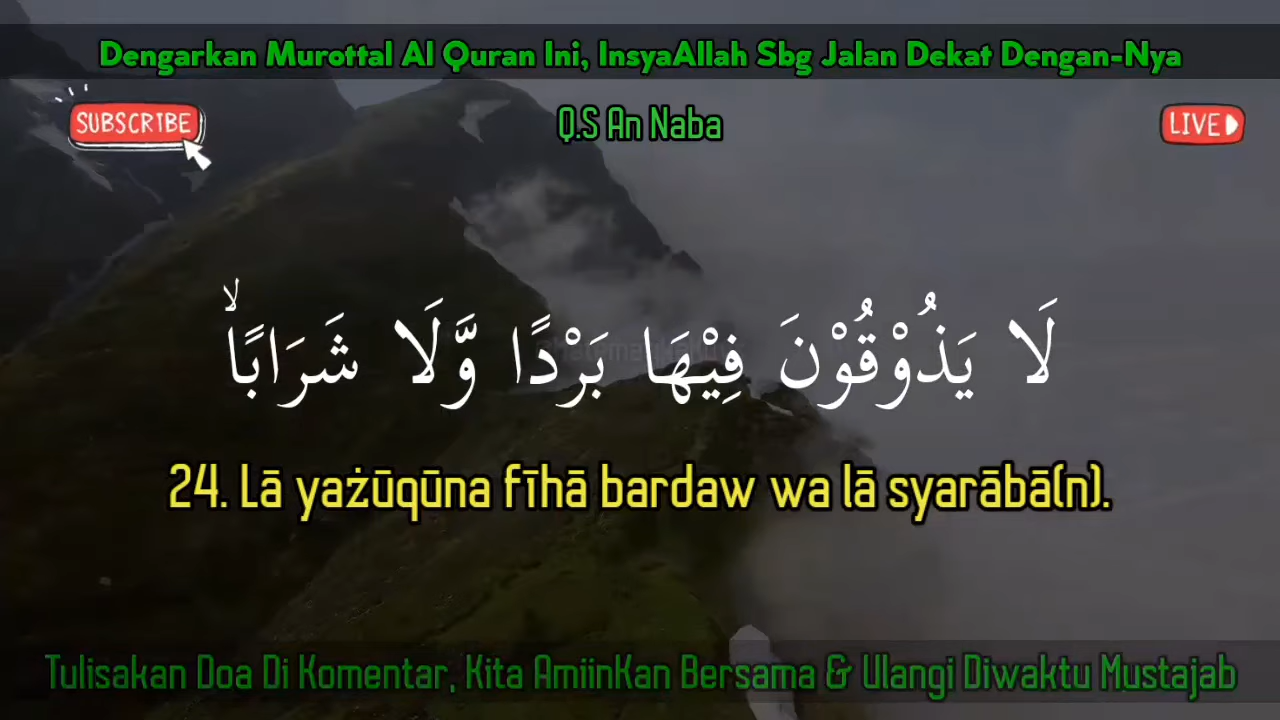 Dengarkan Murottal Al Quran Ini, InsyaAllah Sbg Jalan Dekat Dengan-Nya
SUBSCRIBE
Q.S An Naba
LIVE
لَا يَذُوْقُوْنَ فِيْهَا بَرْدًا وَّلَا شَرَابًاۙ
24. Lā yażūqūna fīhā bardaw wa lā syarābā(n).
Tulisakan Doa Di Komentar, Kita AmiinKan Bersama & Ulangi Diwaktu Mustajab